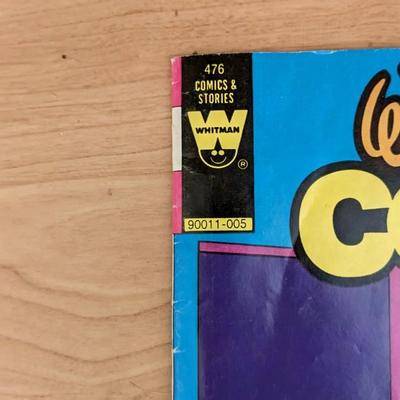 476
COMICS &
STORIES
WHITMAN
®
90011-005